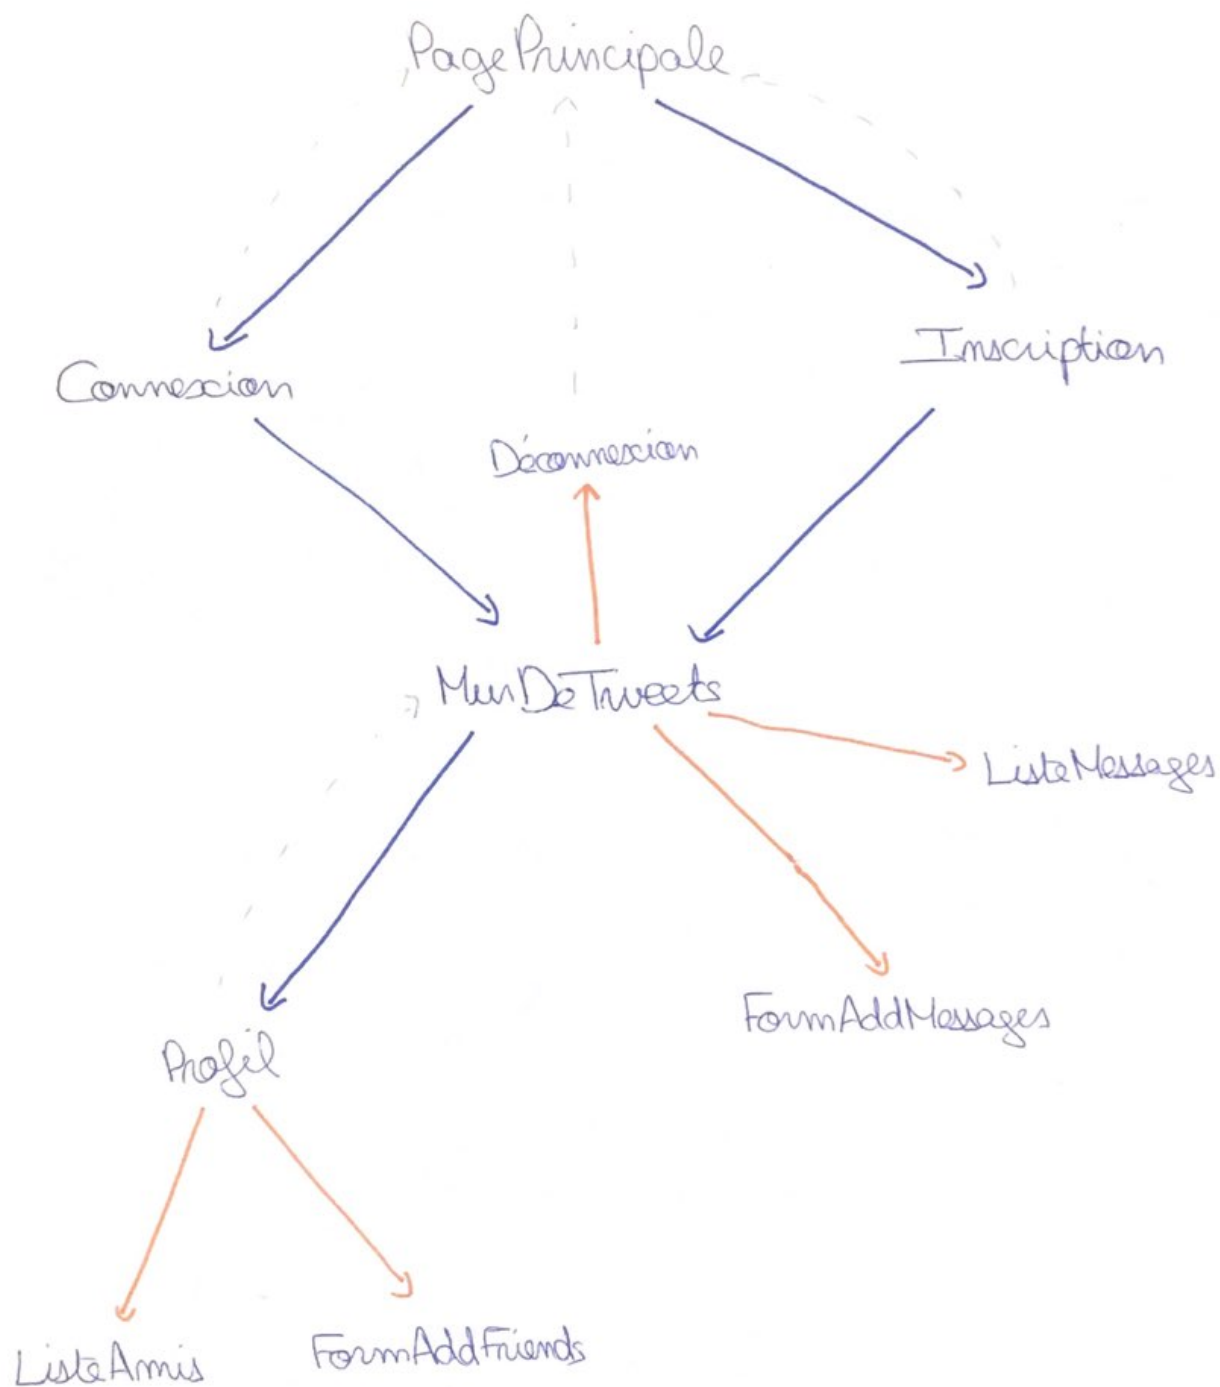 PagePrincipale
Inscription
Connexion
Déconnexion
MurDeTweets
ListeMessages
FormAddMessages
Profil
ListeAmis
FormAddFriends